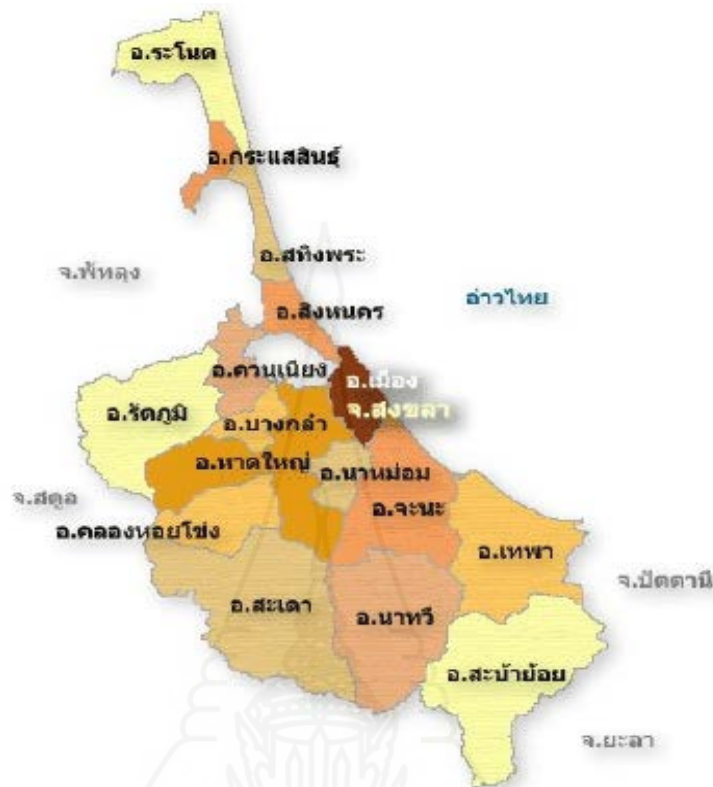 อ.ระโนด
อ.กระแสสินธุ์
อ.สทิงพระ
จ.พัทลุง
อ่าวไทย
อ.สิงหนคร
อ.ควนเนียง
อ.เมือง
จ.สงขลา
อ.รัตภูมิ
อ.บางกล่ำ
อ.หาดใหญ่
อ.นาหม่อม
จ.สตูล
อ.จะนะ
อ.คลองหอยโข่ง
อ.เทพา
จ.ปัตตานี
อ.สะเดา
อ.นาทวี
อ.สะบ้าย้อย
จ.ยะลา